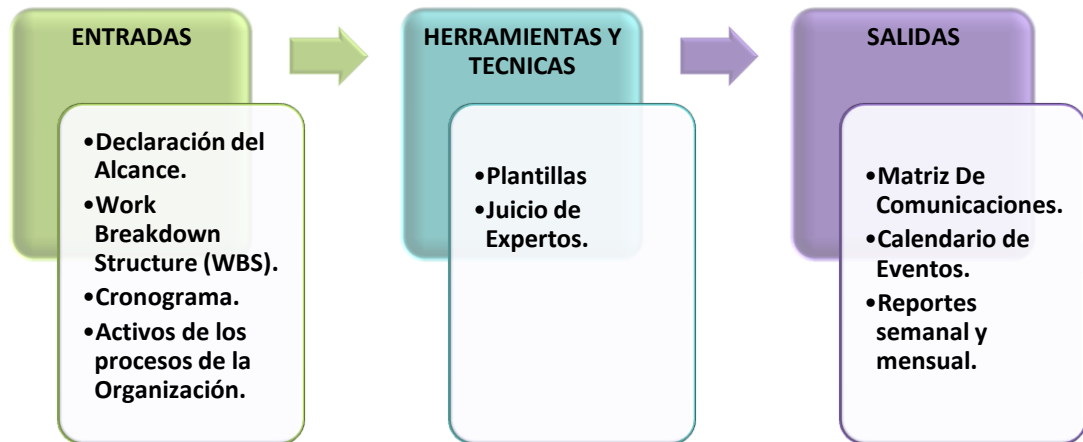 ENTRADAS
•Declaración del
Alcance.
•Work
Breakdown
Structure (WBS).
•Cronograma.
•Activos de los
procesos de la
Organización.
HERRAMIENTAS Y
TECNICAS
•Plantillas
•Juicio de
Expertos.
SALIDAS
•Matriz De
Comunicaciones.
•Calendario de
Eventos.
•Reportes
semanal y
mensual.